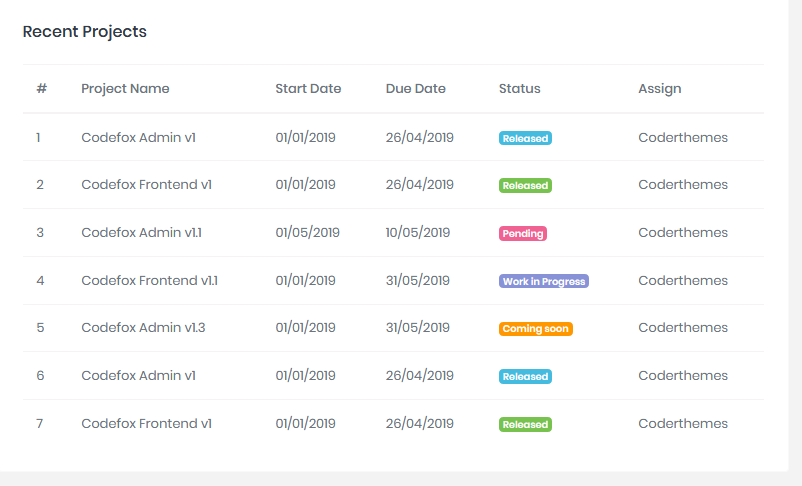 Recent Projects
# Project Name Start Date Due Date Status Assign
1 Codefox Admin v1 01/01/2019 26/04/2019 Released Coderthemes
2 Codefox Frontend v1 01/01/2019 26/04/2019 Released Coderthemes
3 Codefox Admin v1.1 01/05/2019 10/05/2019 Pending Coderthemes
4 Codefox Frontend v1.1 01/01/2019 31/05/2019 Work in Progress Coderthemes
5 Codefox Admin v1.3 01/01/2019 31/05/2019 Coming soon Coderthemes
6 Codefox Admin v1 01/01/2019 26/04/2019 Released Coderthemes
7 Codefox Frontend v1 01/01/2019 26/04/2019 Released Coderthemes